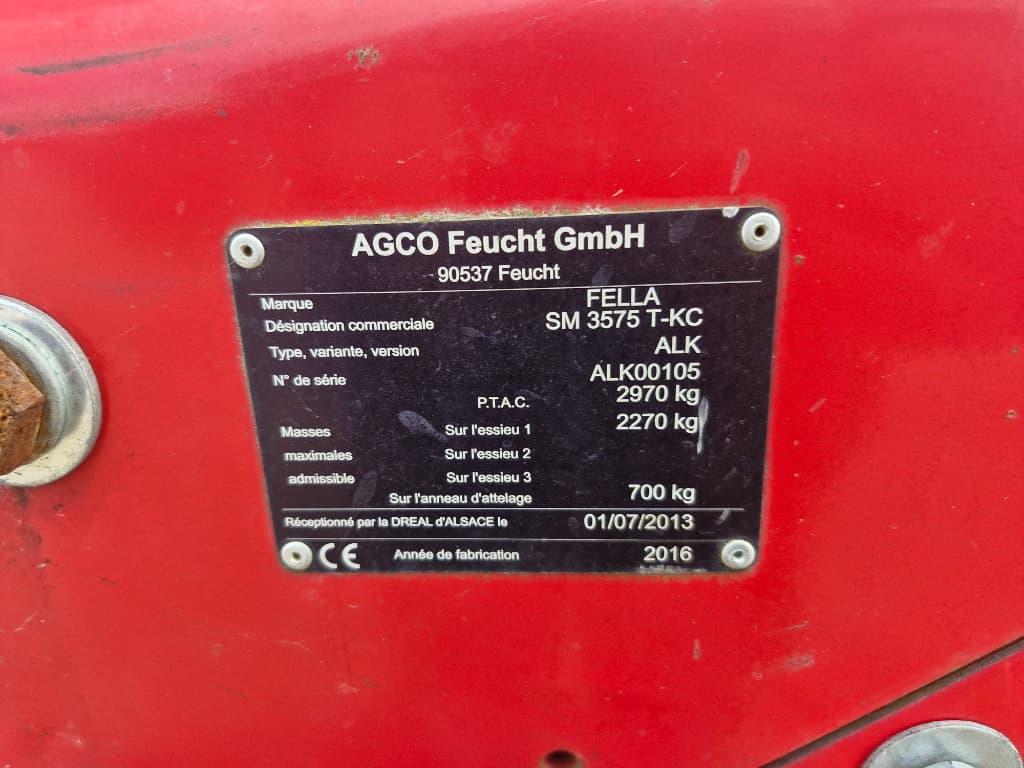 AGCO Feucht GmbH
90537 Feucht
Marque FELLA
Désignation commerciale SM 3575 T-KC
Type, variante, version ALK
N° de série ALK00105
P.T.A.C. 2970 kg
Masses Sur l'essieu 1 2270 kg
maximales Sur l'essieu 2
admissible Sur l'essieu 3
Sur l'anneau d'attelage 700 kg
Réceptionné par la DREAL d'ALSACE le 01/07/2013
CE Année de fabrication 2016